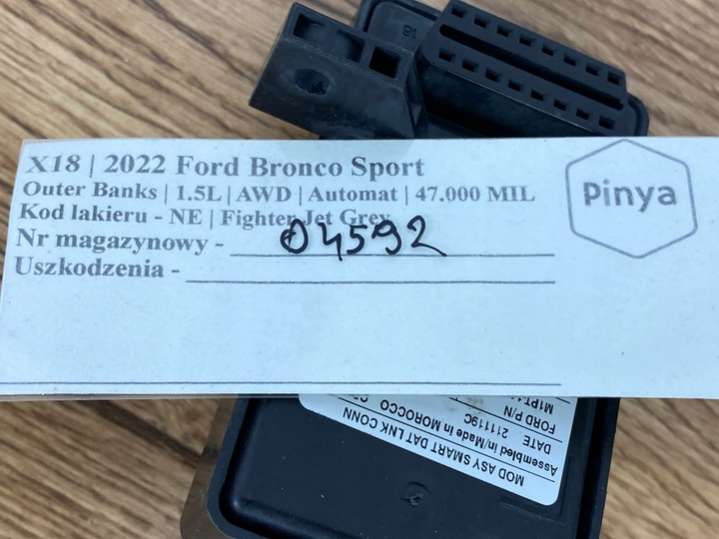 16
X18 | 2022 Ford Bronco Sport
Outer Banks | 1.5L | AWD | Automat | 47.000 MIL
Kod lakieru - NE | Fighter Jet Grey
Nr magazynowy - 04592
Uszkodzenia -
Pinya
MOD ASY SMART DAT LNK CONN
Assembled in/Made in MOROCCO
DATE 211119C
FORD P/N